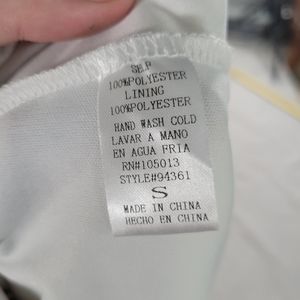 SELF
100%POLYESTER
LINING
100%POLYESTER
HAND WASH COLD
LAVAR A MANO
EN AGUA FRIA
RN#105013
STYLE#94361
S
MADE IN CHINA
HECHO EN CHINA